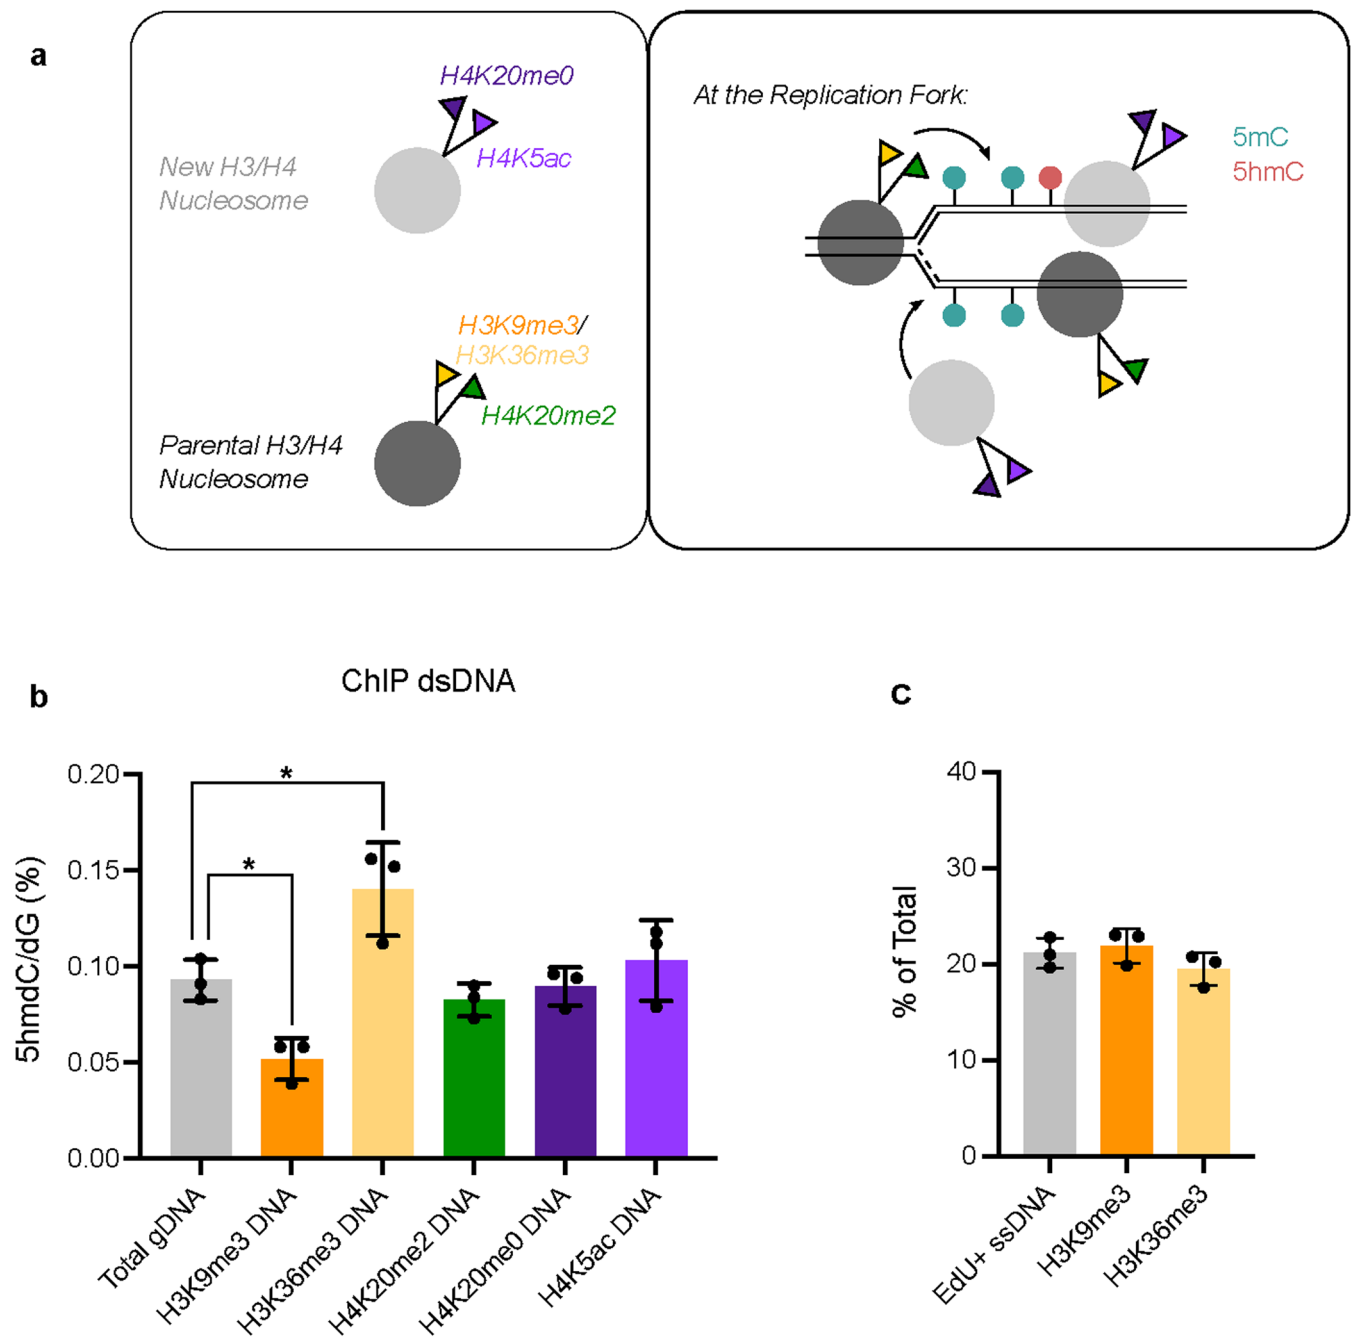 a
H4K20me0
H4K5ac
New H3/H4
Nucleosome
H3K9me3/
H3K36me3
H4K20me2
Parental H3/H4
Nucleosome
At the Replication Fork:
5mC
5hmC
b
ChIP dsDNA
5hmdC/dG (%)
0.20
0.15
0.10
0.05
0.00
*
*
Total gDNA
H3K9me3 DNA
H3K36me3 DNA
H4K20me2 DNA
H4K20me0 DNA
H4K5ac DNA
c
% of Total
40
30
20
10
0
EdU+ ssDNA
H3K9me3
H3K36me3